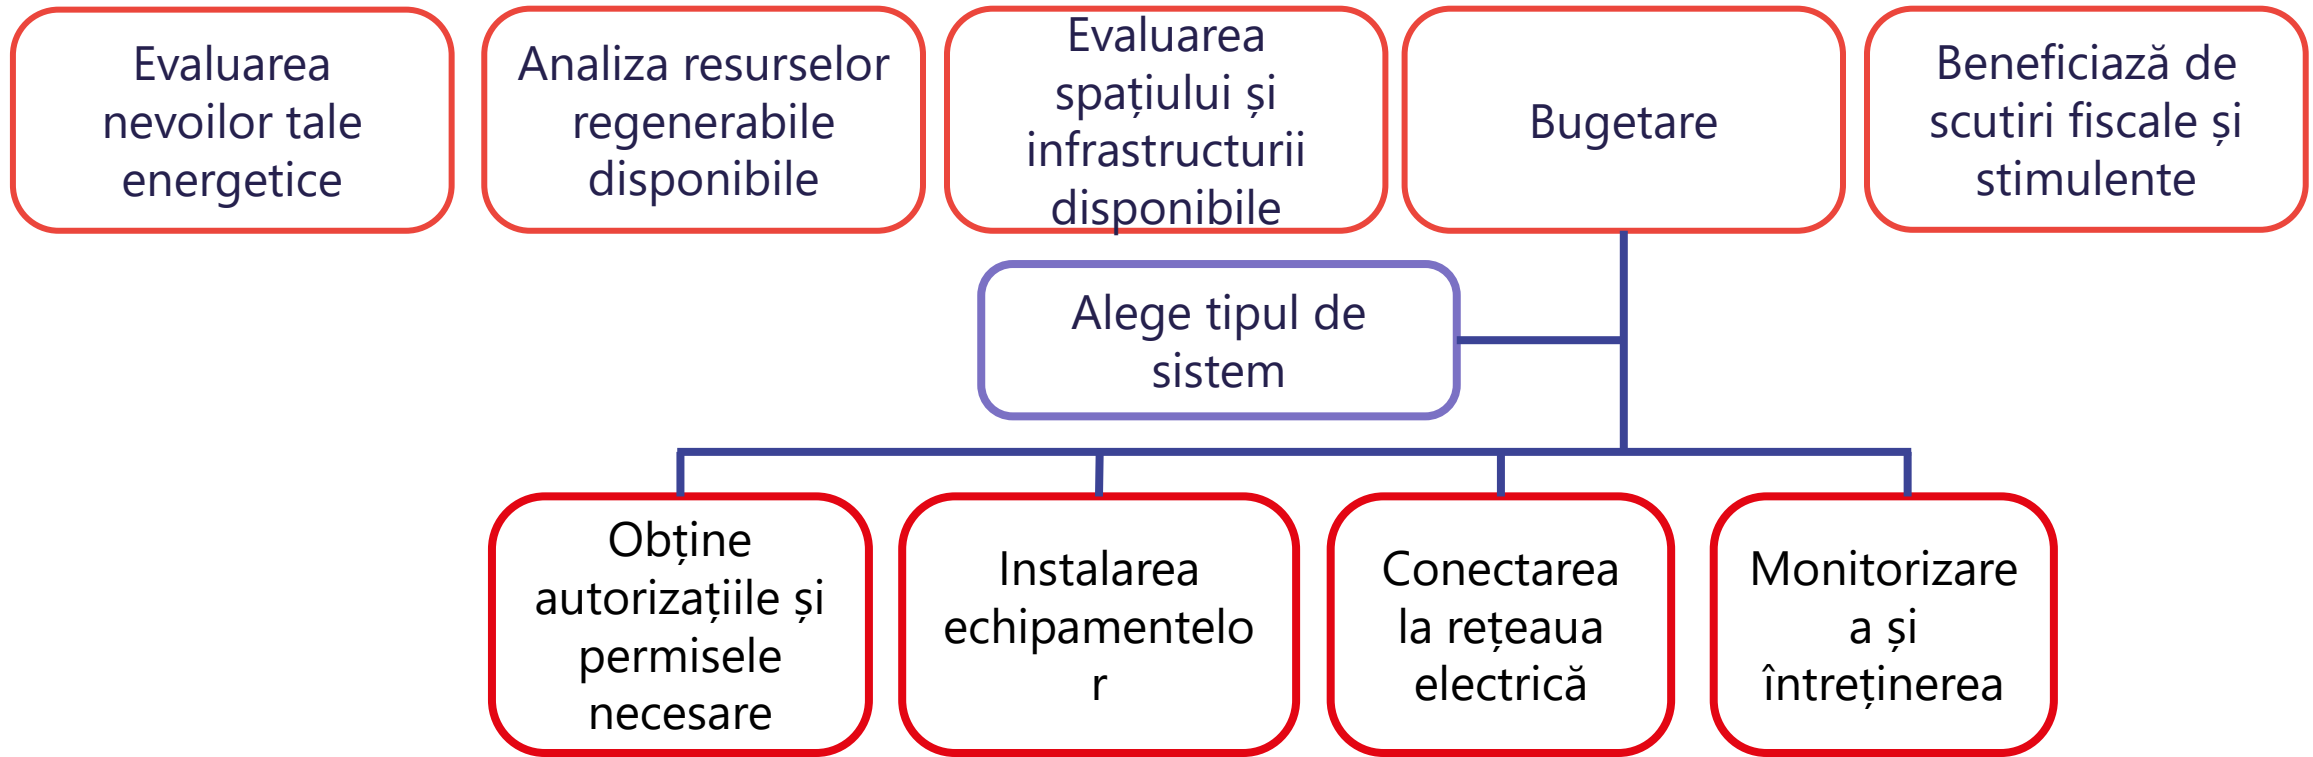 Evaluarea
nevoilor tale
energetice
Analiza resurselor
regenerabile
disponibile
Evaluarea
spațiului și
infrastructurii
disponibile
Bugetare
Beneficiază de
scutiri fiscale și
stimulente
Alege tipul de
sistem
Obține
autorizațiile și
permisele
necesare
Instalarea
echipamentelo
r
Conectarea
la rețeaua
electrică
Monitorizare
a și
întreținerea